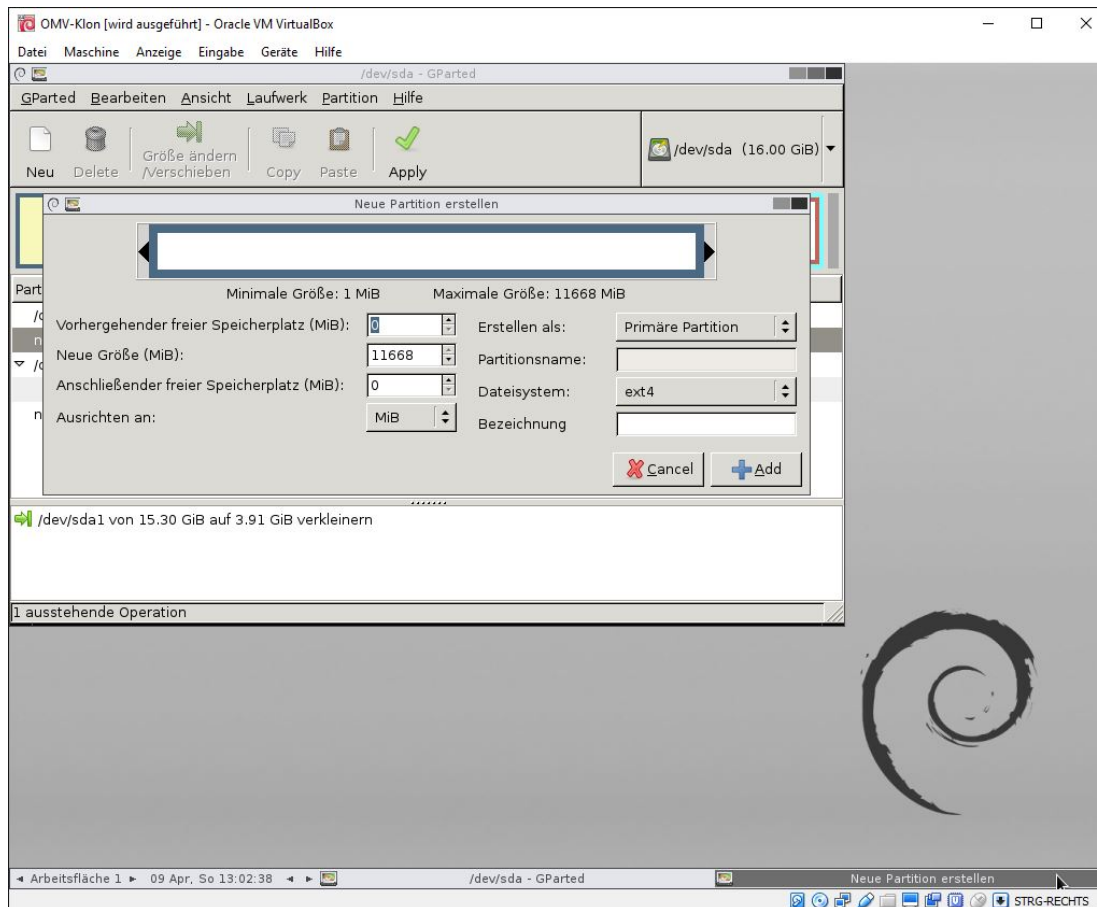 OMV-Klon [wird ausgeführt] - Oracle VM VirtualBox
Datei Maschine Anzeige Eingabe Geräte Hilfe
/dev/sda - GParted
GParted Bearbeiten Ansicht Laufwerk Partition Hilfe
Neu Delete Größe ändern /Verschieben Copy Paste Apply
/dev/sda (16.00 GiB)
Neue Partition erstellen
Minimale Größe: 1 MiB Maximale Größe: 11668 MiB
Part
Vorhergehender freier Speicherplatz (MiB): 0 Erstellen als: Primäre Partition
Neue Größe (MiB): 11668 Partitionsname:
Anschließender freier Speicherplatz (MiB): 0 Dateisystem: ext4
Ausrichten an: MiB Bezeichnung
Cancel Add
/dev/sda1 von 15.30 GiB auf 3.91 GiB verkleinern
1 ausstehende Operation
Arbeitsfläche 1 09 Apr, So 13:02:38 /dev/sda - GParted Neue Partition erstellen
STRG-RECHTS